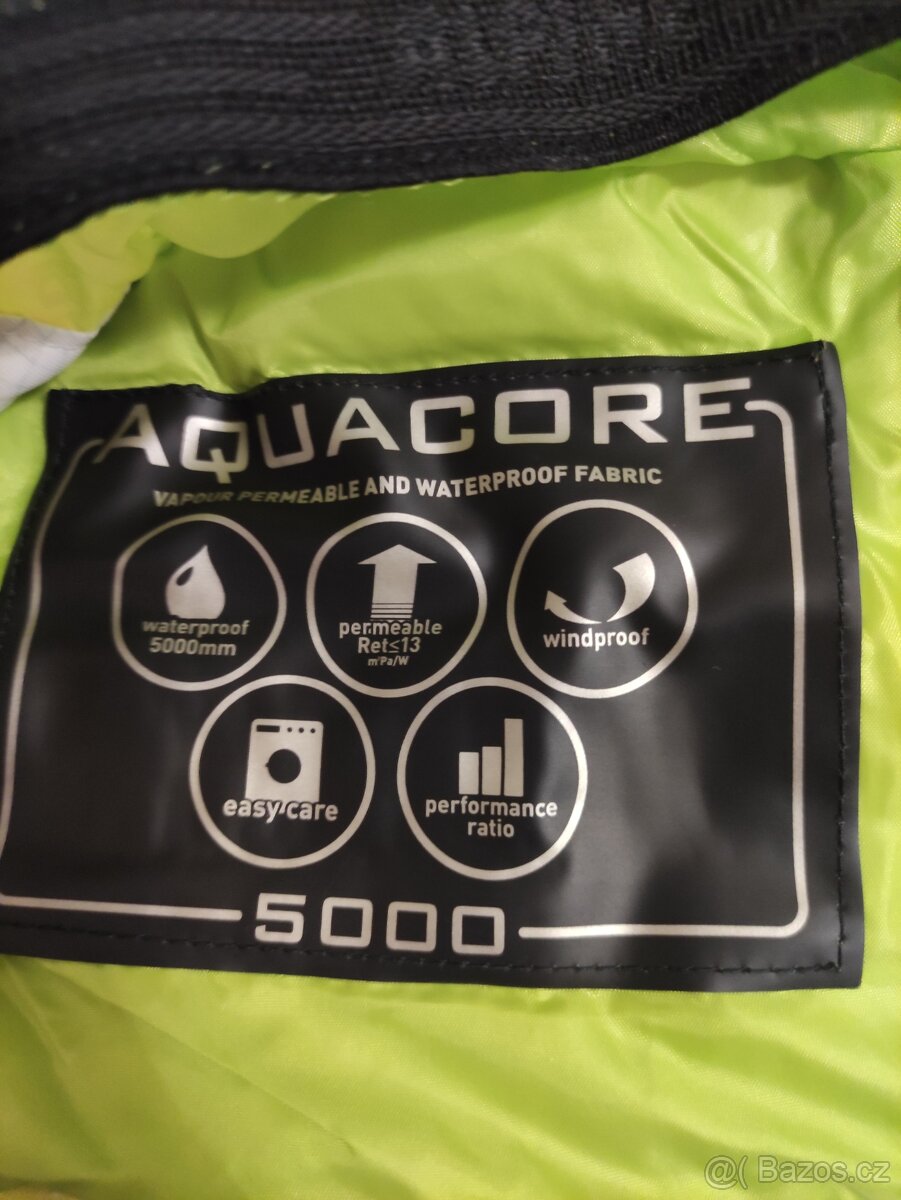 AQUACORE
VAPOUR PERMEABLE AND WATERPROOF FABRIC
waterproof
5000mm
permeable
Ret≤13
m²Pa/W
windproof
easy care
performance
ratio
5000
@( Bazos.cz